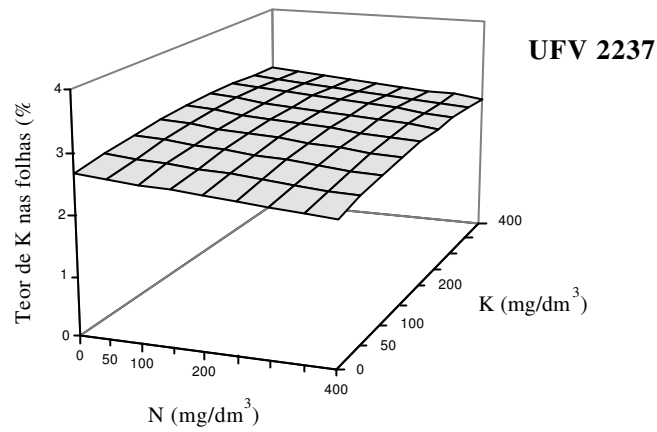 UFV 2237
Teor de K nas folhas (%
4
3
2
1
0
0 50 100 200 400
N (mg/dm³)
0 50 100 200 400
K (mg/dm³)